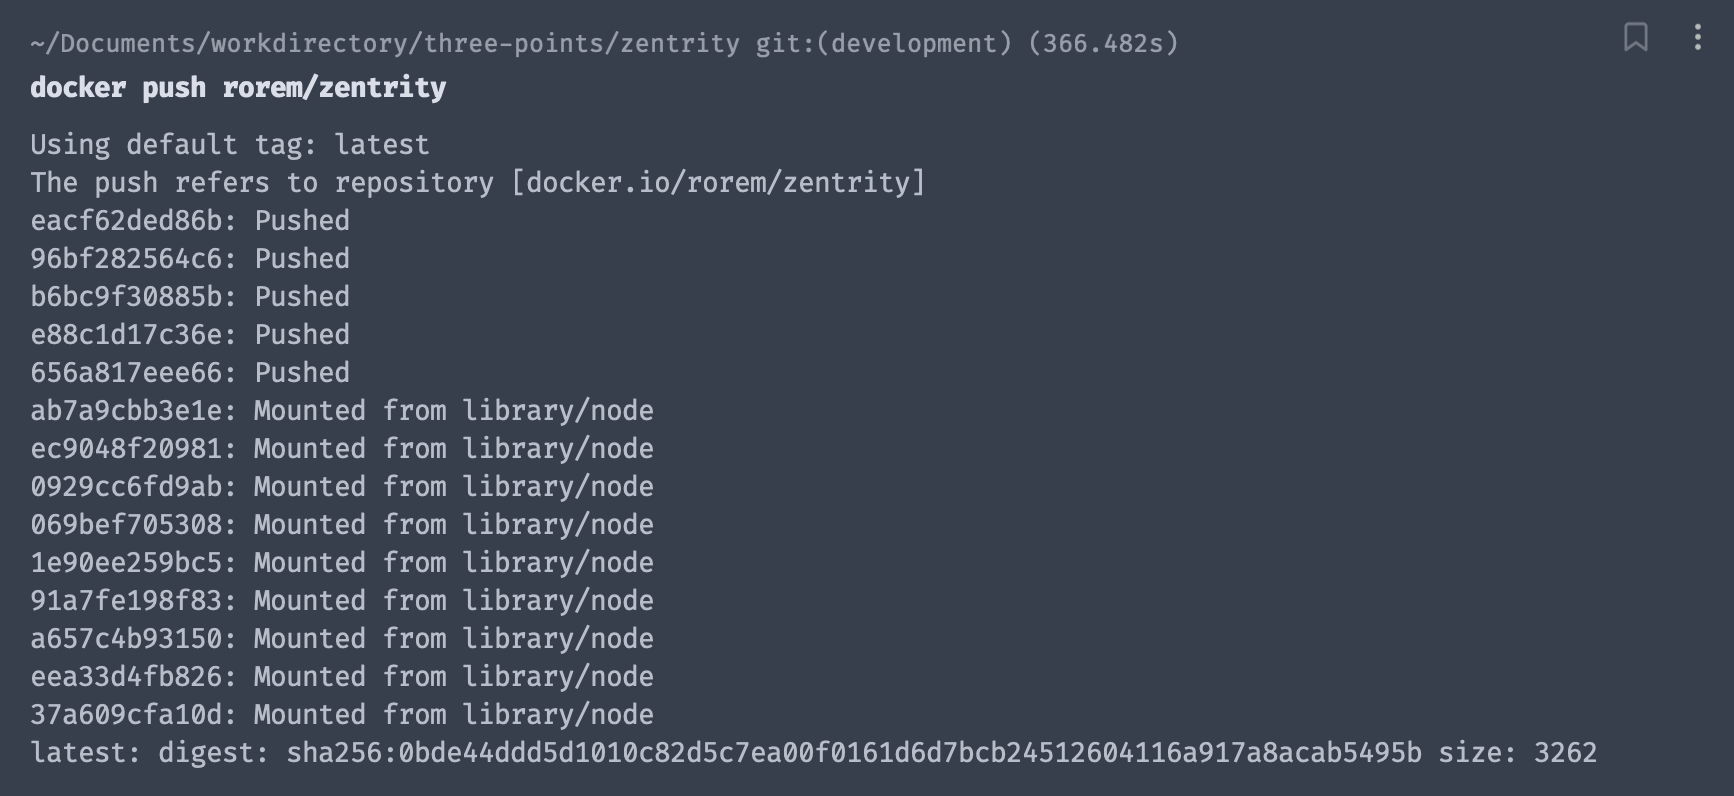 ~/Documents/workdirectory/three-points/zentrity git:(development) (366.482s)
docker push rorem/zentrity
Using default tag: latest
The push refers to repository [docker.io/rorem/zentrity]
eacf62ded86b: Pushed
96bf282564c6: Pushed
b6bc9f30885b: Pushed
e88c1d17c36e: Pushed
656a817eee66: Pushed
ab7a9cbb3e1e: Mounted from library/node
ec9048f20981: Mounted from library/node
0929cc6fd9ab: Mounted from library/node
069bef705308: Mounted from library/node
1e90ee259bc5: Mounted from library/node
91a7fe198f83: Mounted from library/node
a657c4b93150: Mounted from library/node
eea33d4fb826: Mounted from library/node
37a609cfa10d: Mounted from library/node
latest: digest: sha256:0bde44ddd5d1010c82d5c7ea00f0161d6d7bcb24512604116a917a8acab5495b size: 3262